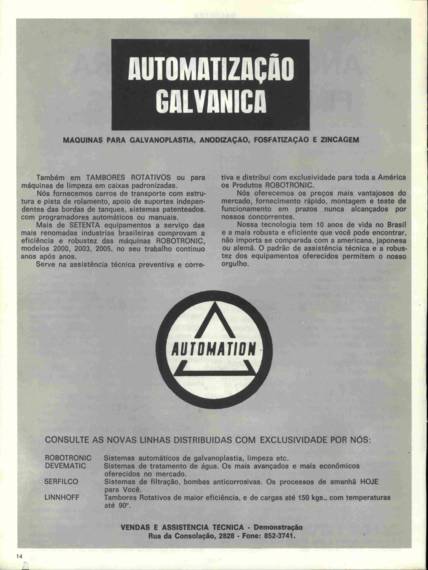 AUTOMATIZAÇÃO
GALVANICA
MAQUINAS PARA GALVANOPLASTIA, ANODIZAÇÃO, FOSFATIZAÇÃO E ZINCAGEM
Também em TAMBORES ROTATIVOS ou para
máquinas de limpeza em caixas padronizadas.
Nós fornecemos carros de transporte com estru-
tura e pista de rolamento, apoio de suportes indepen-
dentes das bordas de tanques, sistemas patenteados.
com programadores automáticos ou manuais.
Mais de SETENTA equipamentos a serviço das
mais renomadas industrias brasileiras comprovam a
eficiência e robustez das máquinas ROBOTRONIC,
modelos 2000, 2003, 2005, no seu trabalho continuo
anos após anos.
Serve na assistência técnica preventiva e corre-
tiva e distribui com exclusividade para toda a América
os Produtos ROBOTRONIC.
Nós oferecemos os preços mais vantajosos do
mercado, fornecimento rápido, montagem e teste de
funcionamento em prazos nunca alcançados por
nossos concorrentes.
Nossa tecnologia tem 10 anos de vida no Brasil
e a mais robusta e eficiente que você pode encontrar,
não importa se comparada com a americana, japonesa
ou alemã. O padrão de assistência técnica e a robus-
tez dos equipamentos oferecidos permitem o nosso
orgulho.
AUTOMATION
CONSULTE AS NOVAS LINHAS DISTRIBUIDAS COM EXCLUSIVIDADE POR NÓS:
ROBOTRONIC Sistemas automáticos de galvanoplastia, limpeza etc.
DEVEMATIC Sistemas de tratamento de água. Os mais avançados e mais econômicos
oferecidos no mercado.
SERFILCO Sistemas de filtração, bombas anticorrosivas. Os processos de amanhã HOJE
para Você.
LINNHOFF Tambores Rotativos de maior eficiência, e de cargas até 150 kgs., com temperaturas
até 90°.
VENDAS E ASSISTENCIA TECNICA - Demonstração
Rua da Consolação, 2828 - Fone: 852-3741.
14